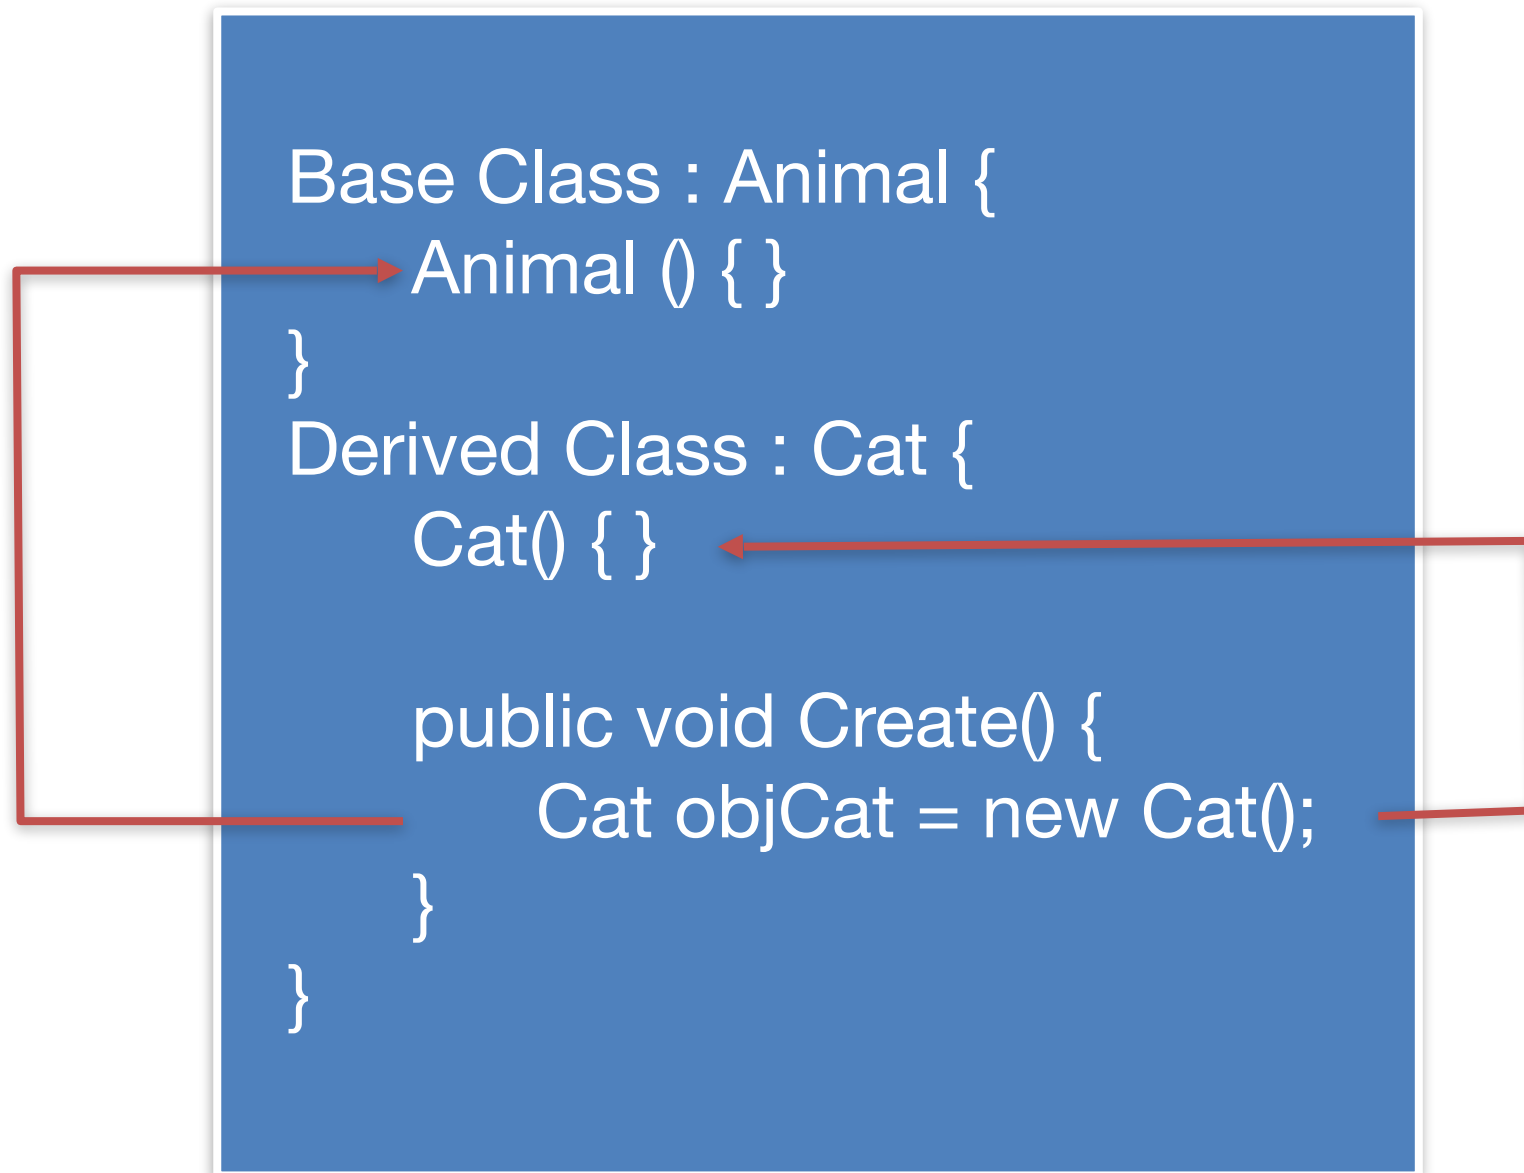 Base Class : Animal {
Animal () { }
}
Derived Class : Cat {
Cat() { }
public void Create() {
Cat objCat = new Cat();
}
}